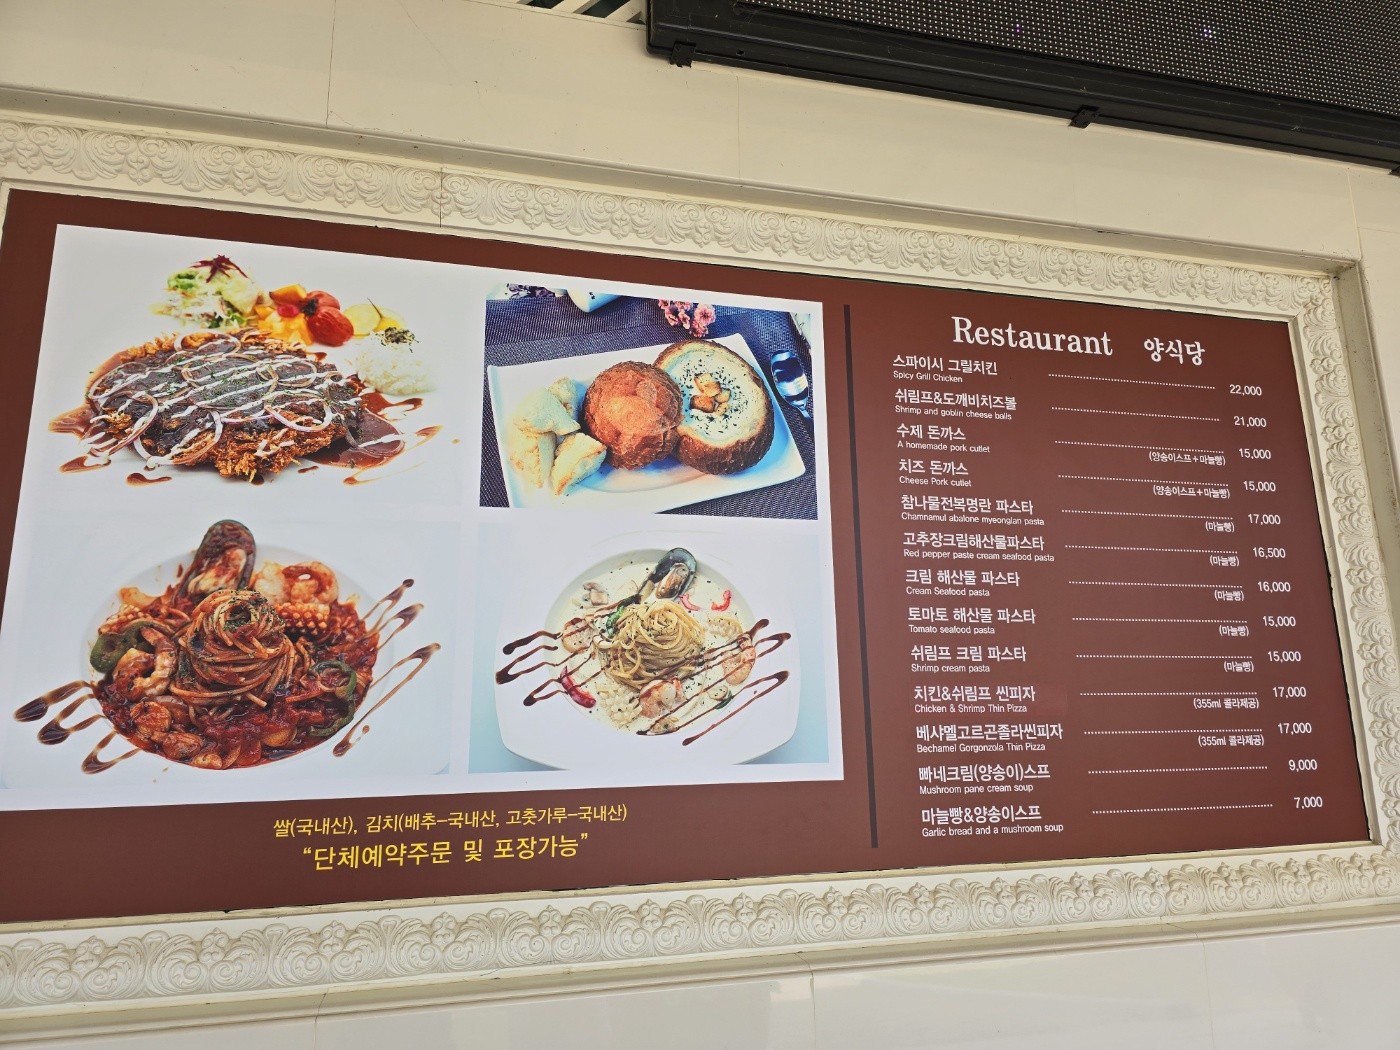 Restaurant 양식당
스파이시 그릴치킨 22,000
Spicy Grill Chicken
쉬림프&도깨비치즈볼 21,000
Shrimp and goblin cheese balls
수제 돈까스 15,000
A homemade pork cutlet (양송이스프+마늘빵)
치즈 돈까스 15,000
Cheese Pork cutlet (양송이스프+마늘빵)
참나물전복명란 파스타 17,000
Chamnamul abalone myeonglan pasta (마늘빵)
고추장크림해산물파스타 16,500
Red pepper paste cream seafood pasta (마늘빵)
크림 해산물 파스타 16,000
Cream Seafood pasta (마늘빵)
토마토 해산물 파스타 15,000
Tomato seafood pasta (마늘빵)
쉬림프 크림 파스타 15,000
Shrimp cream pasta (마늘빵)
치킨&쉬림프 씬피자 17,000
Chicken & Shrimp Thin Pizza (355ml 콜라제공)
베샤멜고르곤졸라씬피자 17,000
Bechamel Gorgonzola Thin Pizza (355ml 콜라제공)
빠네크림(양송이)스프 9,000
Mushroom pane cream soup
마늘빵&양송이스프 7,000
Garlic bread and a mushroom soup
쌀(국내산), 김치(배추-국내산, 고춧가루-국내산)
“단체예약주문 및 포장가능”